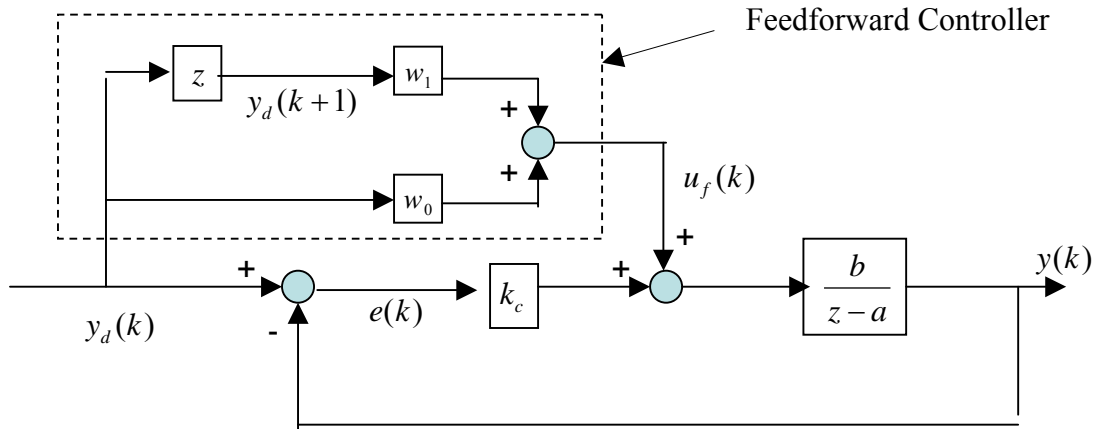 Feedforward Controller
z
w₁
y_d(k+1)
+
+
w₀
u_f(k)
+
+
+
k_c
b
z − a
y(k)
e(k)
y_d(k)
-